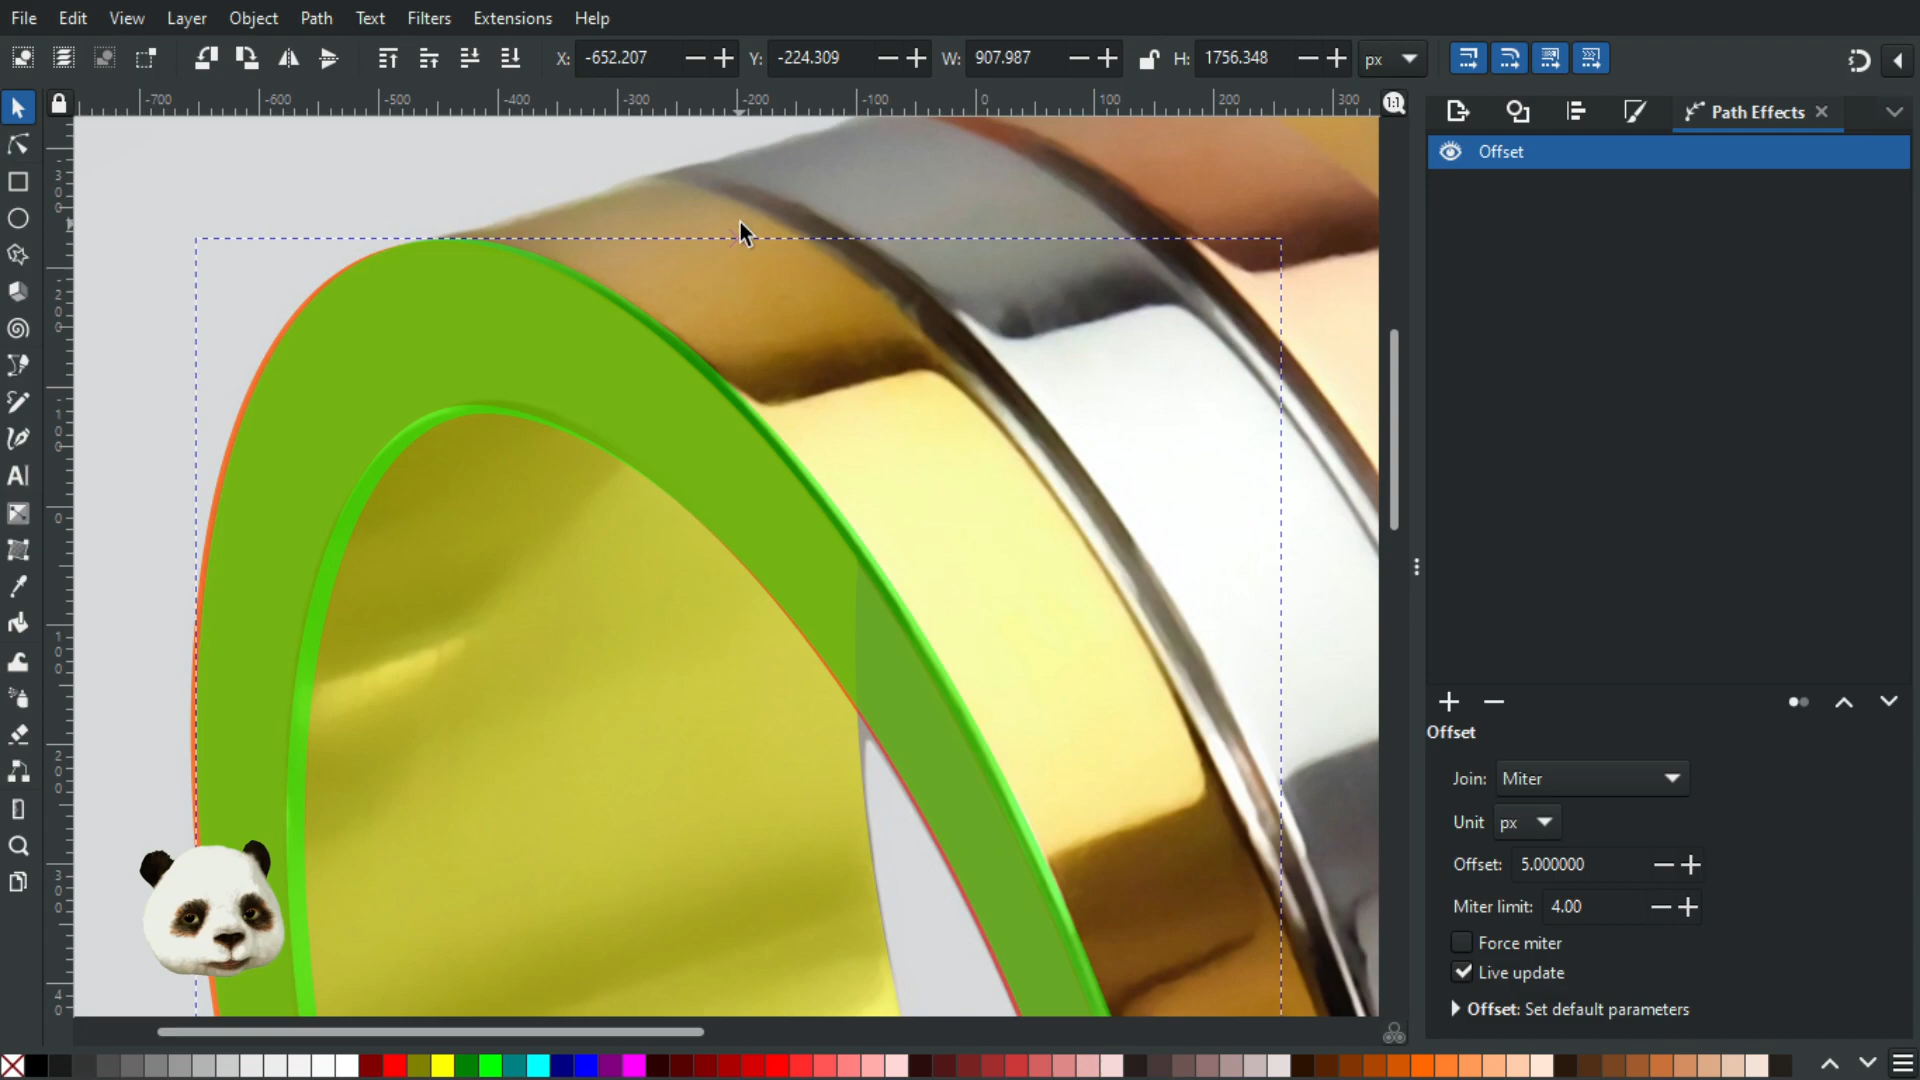 File Edit View Layer Object Path Text Filters Extensions Help
X: -652.207 Y: -224.309 W: 907.987 H: 1756.348 px
-700 -600 -500 -400 -300 -200 -100 0 100 200 300 1:1
Path Effects
Offset
Offset
Join: Miter
Unit px
Offset: 5.000000
Miter limit: 4.00
Force miter
Live update
Offset: Set default parameters